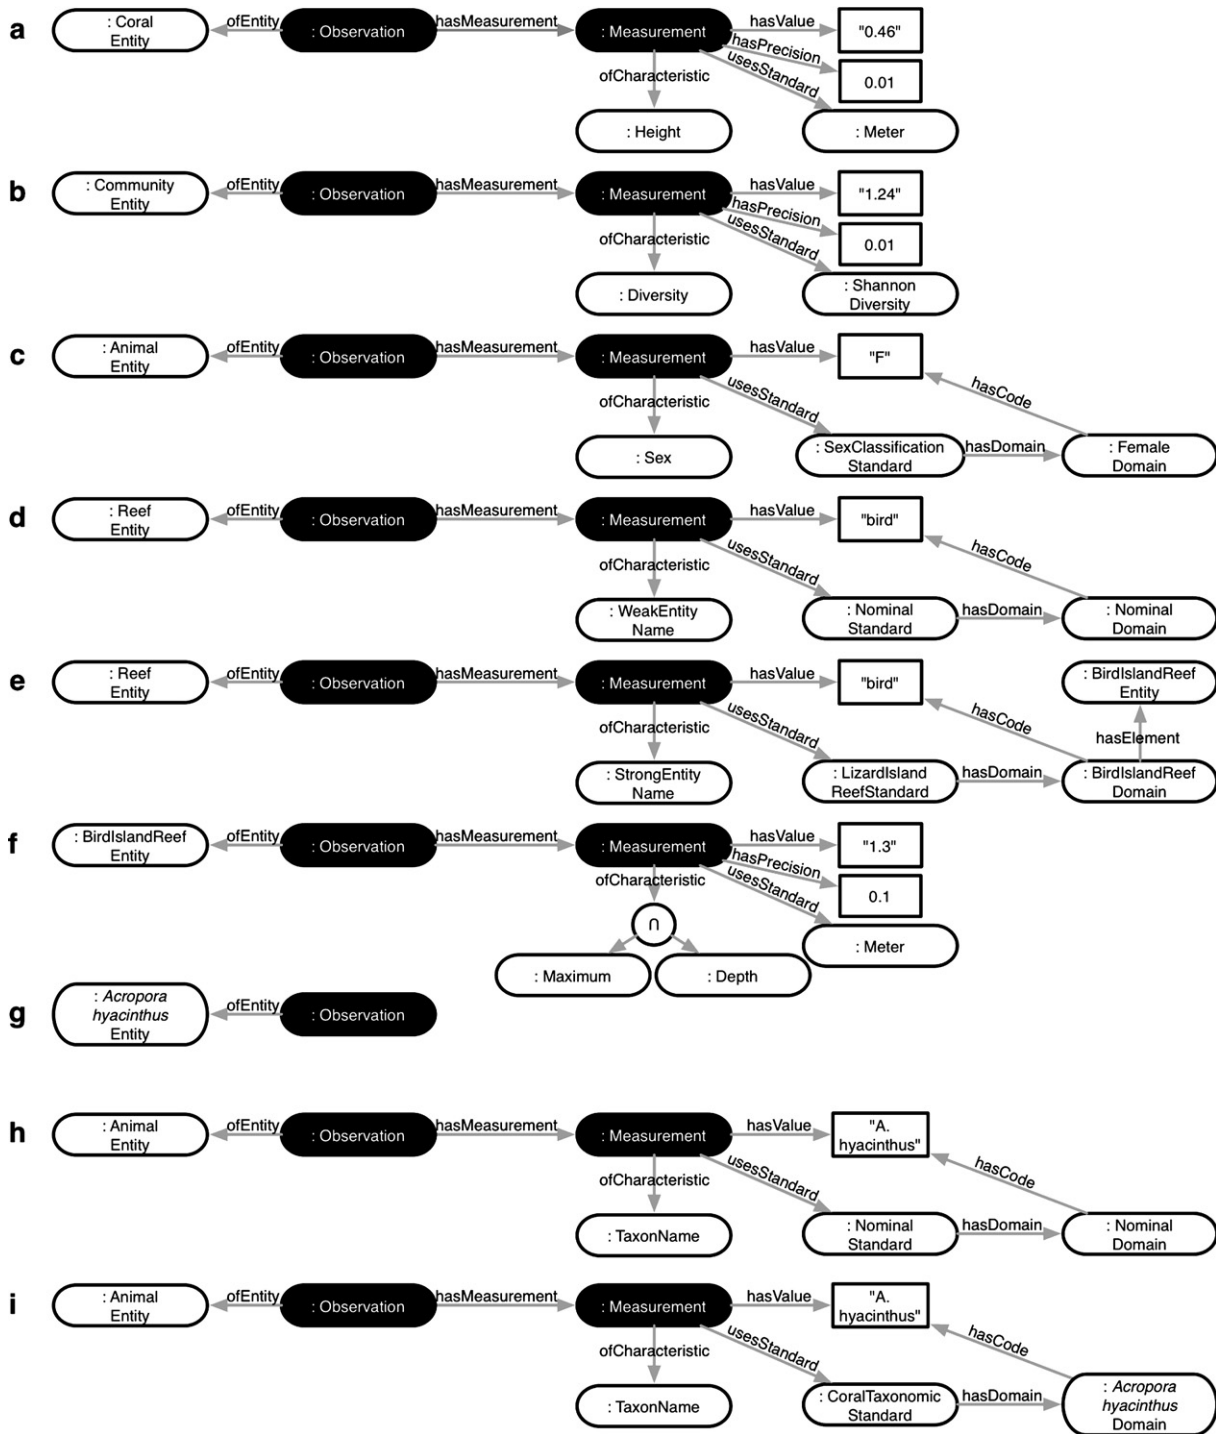 a
: Coral
Entity
ofEntity
: Observation
hasMeasurement
: Measurement
hasValue
"0.46"
hasPrecision
0.01
usesStandard
ofCharacteristic
: Height
: Meter
b
: Community
Entity
ofEntity
: Observation
hasMeasurement
: Measurement
hasValue
"1.24"
hasPrecision
0.01
usesStandard
ofCharacteristic
: Diversity
: Shannon
Diversity
c
: Animal
Entity
ofEntity
: Observation
hasMeasurement
: Measurement
hasValue
"F"
hasCode
usesStandard
ofCharacteristic
: Sex
: SexClassification
Standard
hasDomain
: Female
Domain
d
: Reef
Entity
ofEntity
: Observation
hasMeasurement
: Measurement
hasValue
"bird"
hasCode
usesStandard
ofCharacteristic
: WeakEntity
Name
: Nominal
Standard
hasDomain
: Nominal
Domain
e
: Reef
Entity
ofEntity
: Observation
hasMeasurement
: Measurement
hasValue
"bird"
: BirdIslandReef
Entity
hasCode
hasElement
usesStandard
ofCharacteristic
: StrongEntity
Name
: LizardIsland
ReefStandard
hasDomain
: BirdIslandReef
Domain
f
: BirdIslandReef
Entity
ofEntity
: Observation
hasMeasurement
: Measurement
hasValue
"1.3"
hasPrecision
0.1
usesStandard
ofCharacteristic
∩
: Maximum
: Depth
: Meter
g
: Acropora
hyacinthus
Entity
ofEntity
: Observation
h
: Animal
Entity
ofEntity
: Observation
hasMeasurement
: Measurement
hasValue
"A.
hyacinthus"
hasCode
usesStandard
ofCharacteristic
: TaxonName
: Nominal
Standard
hasDomain
: Nominal
Domain
i
: Animal
Entity
ofEntity
: Observation
hasMeasurement
: Measurement
hasValue
"A.
hyacinthus"
hasCode
usesStandard
ofCharacteristic
: TaxonName
: CoralTaxonomic
Standard
hasDomain
: Acropora
hyacinthus
Domain